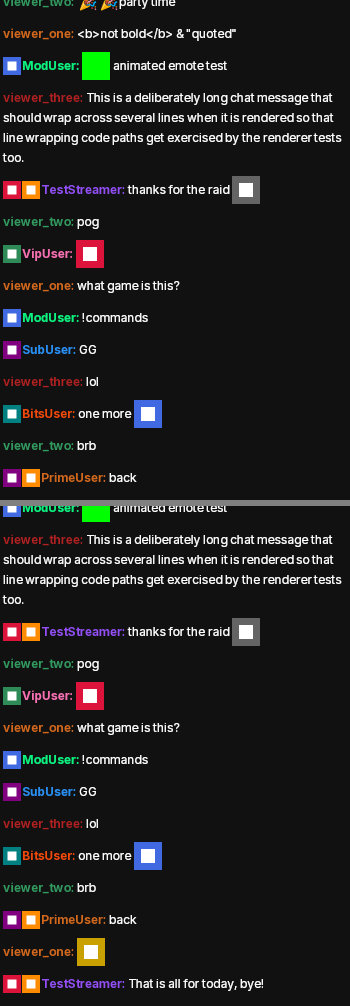 viewer_two: 🎉 🎉party time
viewer_one: <b>not bold</b> & "quoted"
ModUser: animated emote test
viewer_three: This is a deliberately long chat message that
should wrap across several lines when it is rendered so that
line wrapping code paths get exercised by the renderer tests
too.
TestStreamer: thanks for the raid
viewer_two: pog
VipUser:
viewer_one: what game is this?
ModUser: !commands
SubUser: GG
viewer_three: lol
BitsUser: one more
viewer_two: brb
PrimeUser: back
ModUser: animated emote test
viewer_three: This is a deliberately long chat message that
should wrap across several lines when it is rendered so that
line wrapping code paths get exercised by the renderer tests
too.
TestStreamer: thanks for the raid
viewer_two: pog
VipUser:
viewer_one: what game is this?
ModUser: !commands
SubUser: GG
viewer_three: lol
BitsUser: one more
viewer_two: brb
PrimeUser: back
viewer_one:
TestStreamer: That is all for today, bye!